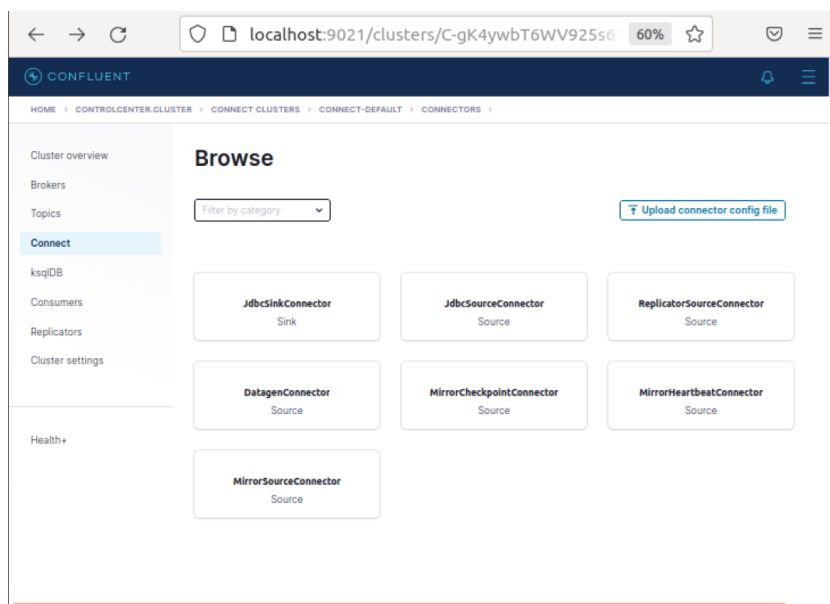 localhost:9021/clusters/C-gK4ywbT6WV925s6 60%
CONFLUENT
HOME > CONTROLCENTER.CLUSTER > CONNECT CLUSTERS > CONNECT-DEFAULT > CONNECTORS >
Cluster overview
Brokers
Topics
Connect
ksqlDB
Consumers
Replicators
Cluster settings
Health+
Browse
Filter by category
Upload connector config file
JdbcSinkConnector
Sink
JdbcSourceConnector
Source
ReplicatorSourceConnector
Source
DatagenConnector
Source
MirrorCheckpointConnector
Source
MirrorHeartbeatConnector
Source
MirrorSourceConnector
Source